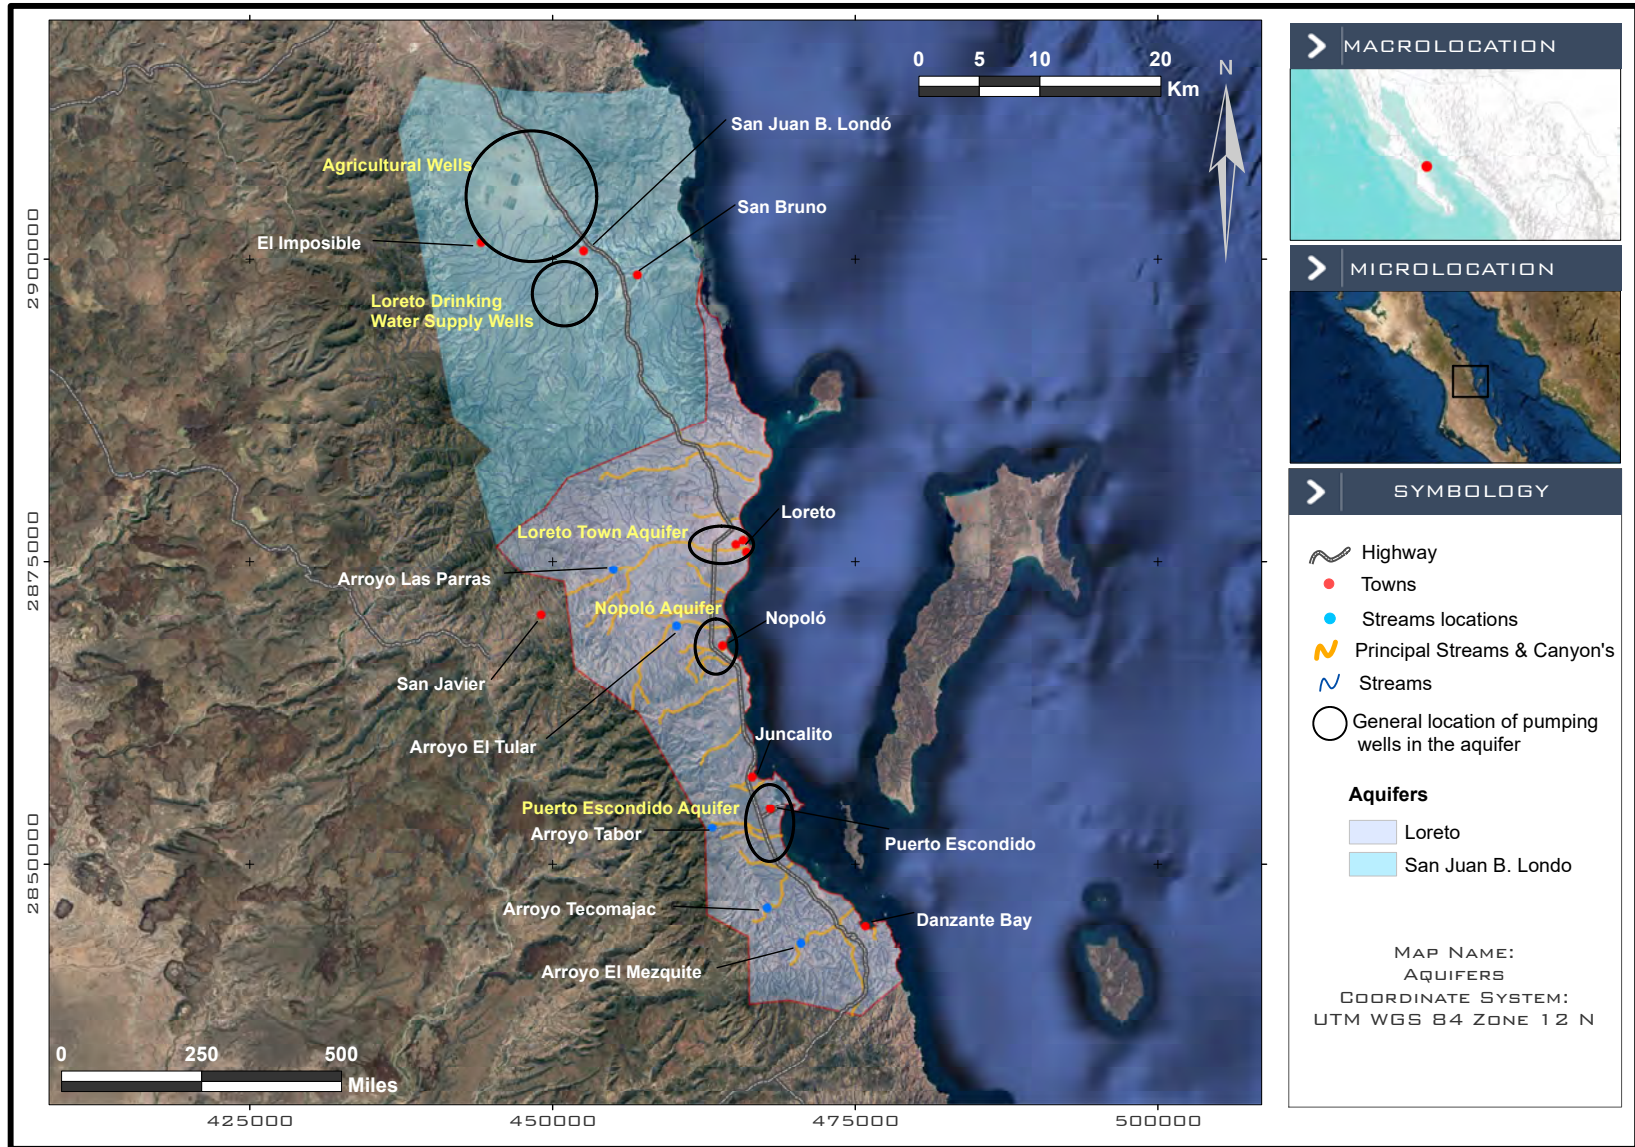 0 5 10 20
Km
N
San Juan B. Londó
Agricultural Wells
San Bruno
El Imposible
Loreto Drinking
Water Supply Wells
Loreto
Loreto Town Aquifer
Arroyo Las Parras
Nopoló Aquifer
Nopoló
San Javier
Arroyo El Tular
Juncalito
Puerto Escondido Aquifer
Arroyo Tabor
Puerto Escondido
Arroyo Tecomajac
Danzante Bay
Arroyo El Mezquite
0 250 500
Miles
2900000
2875000
2850000
425000 450000 475000 500000
MACROLOCATION
MICROLOCATION
SYMBOLOGY
Highway
Towns
Streams locations
Principal Streams & Canyon's
Streams
General location of pumping
wells in the aquifer
Aquifers
Loreto
San Juan B. Londo
Map Name:
Aquifers
Coordinate System:
UTM WGS 84 Zone 12 N